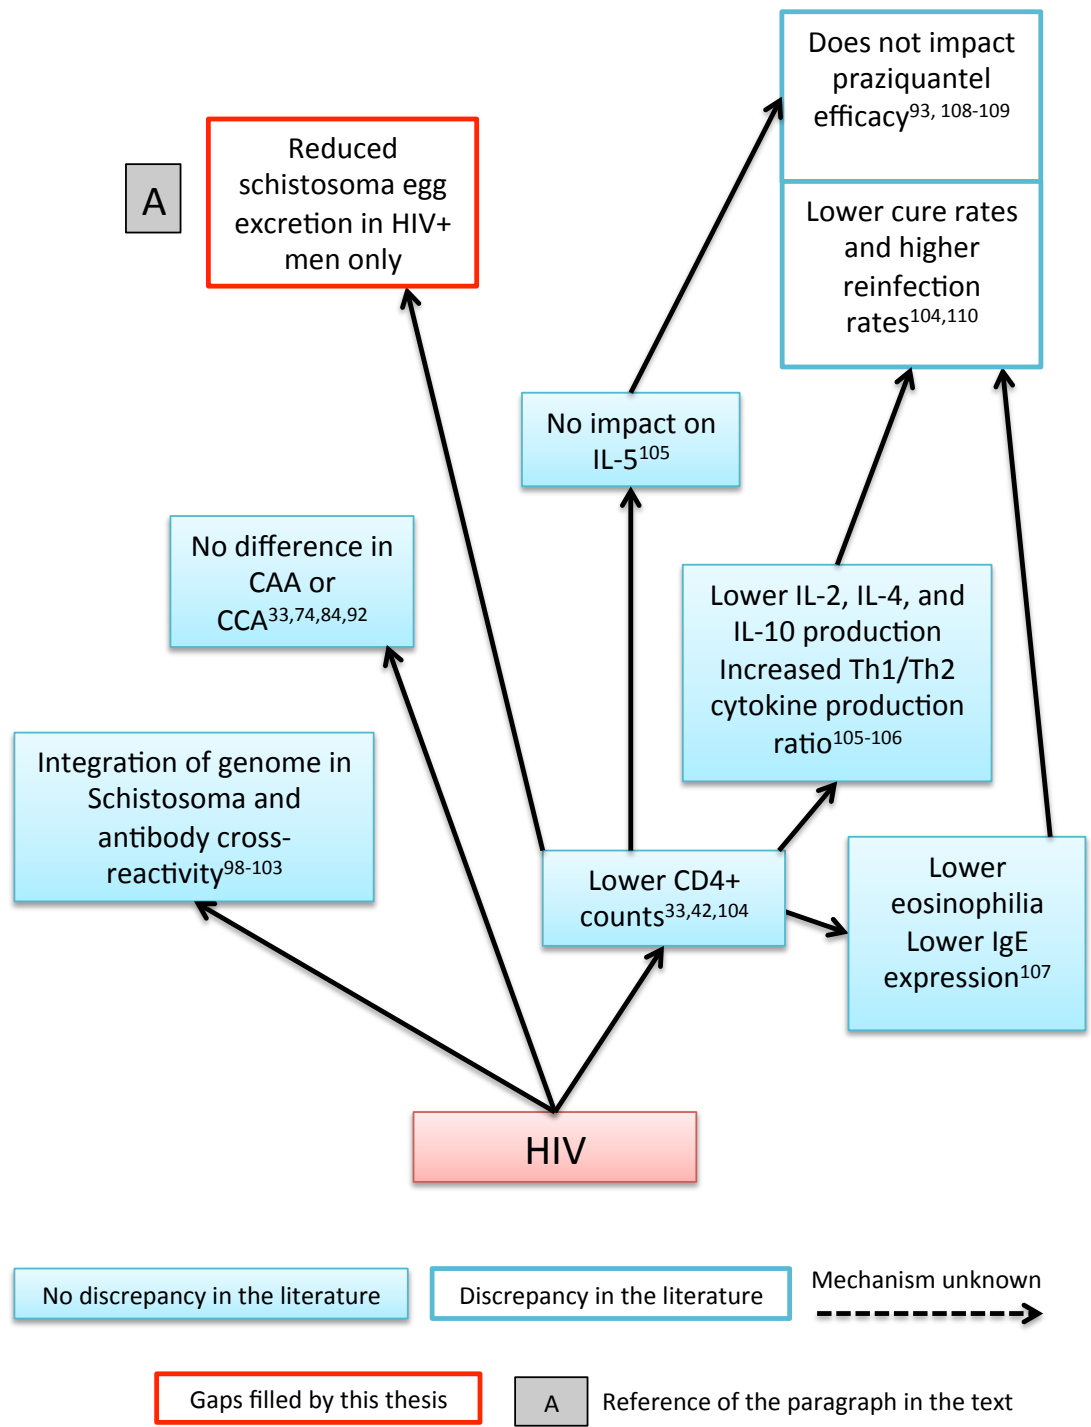 Does not impact
praziquantel
efficacy93, 108-109
Lower cure rates
and higher
reinfection
rates104,110
A
Reduced
schistosoma egg
excretion in HIV+
men only
No impact on
IL-5105
No difference in
CAA or
CCA33,74,84,92
Lower IL-2, IL-4, and
IL-10 production
Increased Th1/Th2
cytokine production
ratio105-106
Integration of genome in
Schistosoma and
antibody cross-
reactivity98-103
Lower CD4+
counts33,42,104
Lower
eosinophilia
Lower IgE
expression107
HIV
No discrepancy in the literature
Discrepancy in the literature
Mechanism unknown
Gaps filled by this thesis
A
Reference of the paragraph in the text